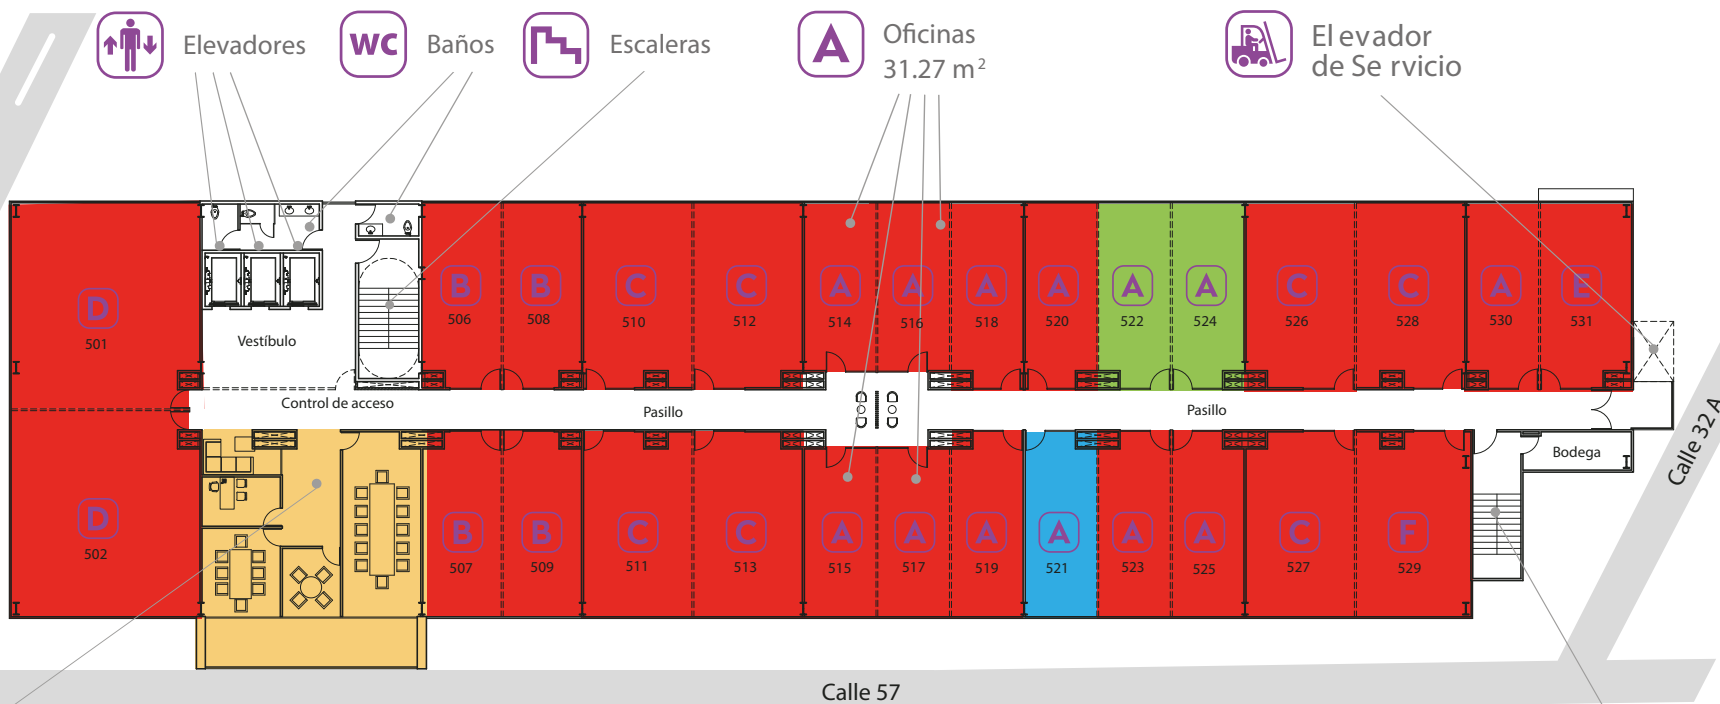 Elevadores
WC Baños
Escaleras
A Oficinas
31.27 m²
El evador
de Se rvicio
D
501
Vestíbulo
B
506
B
508
C
510
C
512
A
514
A
516
A
518
A
520
A
522
A
524
C
526
C
528
A
530
E
531
Control de acceso
Pasillo
Pasillo
D
502
B
507
B
509
C
511
C
513
A
515
A
517
A
519
A
521
A
523
A
525
C
527
F
529
Bodega
Calle 32 A
Calle 57